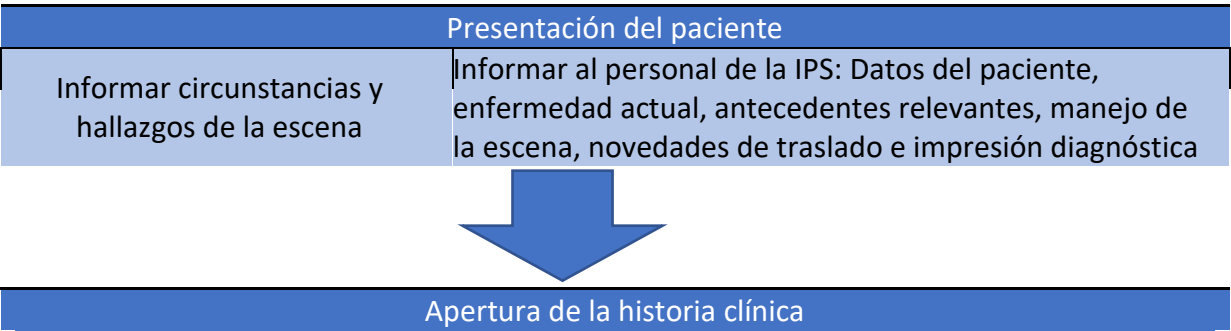 Presentación del paciente
Informar circunstancias y
hallazgos de la escena
Informar al personal de la IPS: Datos del paciente,
enfermedad actual, antecedentes relevantes, manejo de
la escena, novedades de traslado e impresión diagnóstica
Apertura de la historia clínica